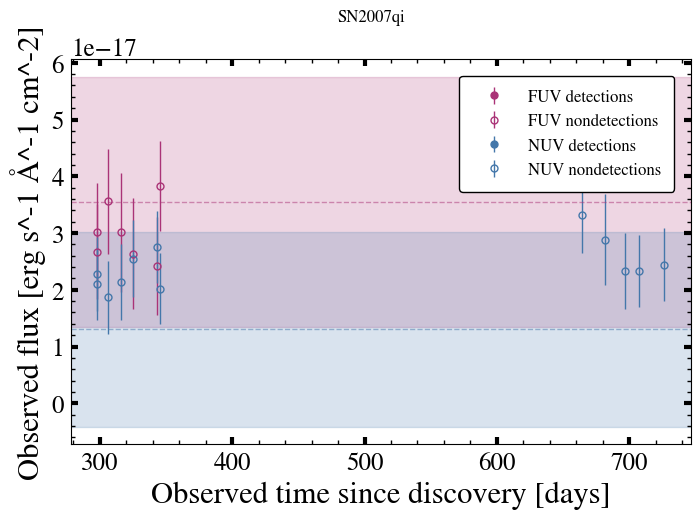 SN2007qi
1e−17
6
5
4
3
2
1
0
Observed flux [erg s^-1 Å^-1 cm^-2]
FUV detections
FUV nondetections
NUV detections
NUV nondetections
300 400 500 600 700
Observed time since discovery [days]